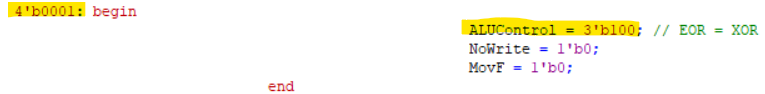 4'b0001: begin
ALUControl = 3'b100; // EOR = XOR
NoWrite = 1'b0;
MovF = 1'b0;
end